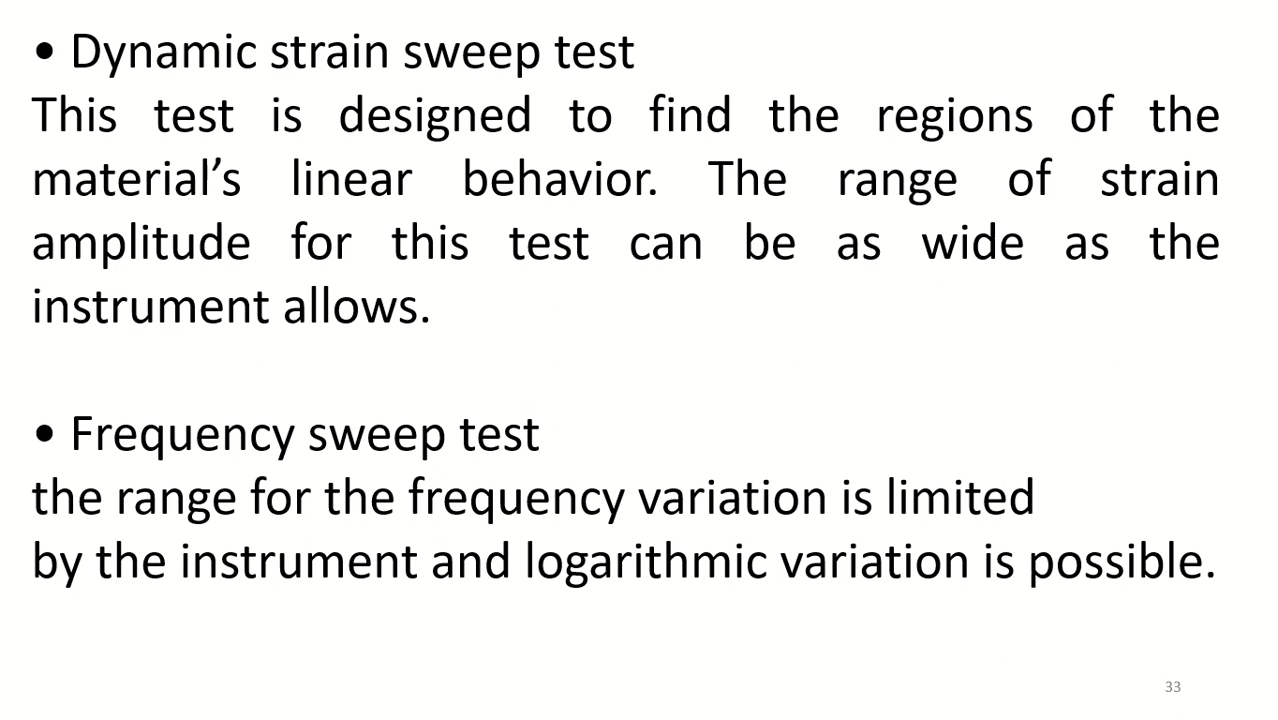 • Dynamic strain sweep test
This test is designed to find the regions of the
material’s linear behavior. The range of strain
amplitude for this test can be as wide as the
instrument allows.
• Frequency sweep test
the range for the frequency variation is limited
by the instrument and logarithmic variation is possible.
33